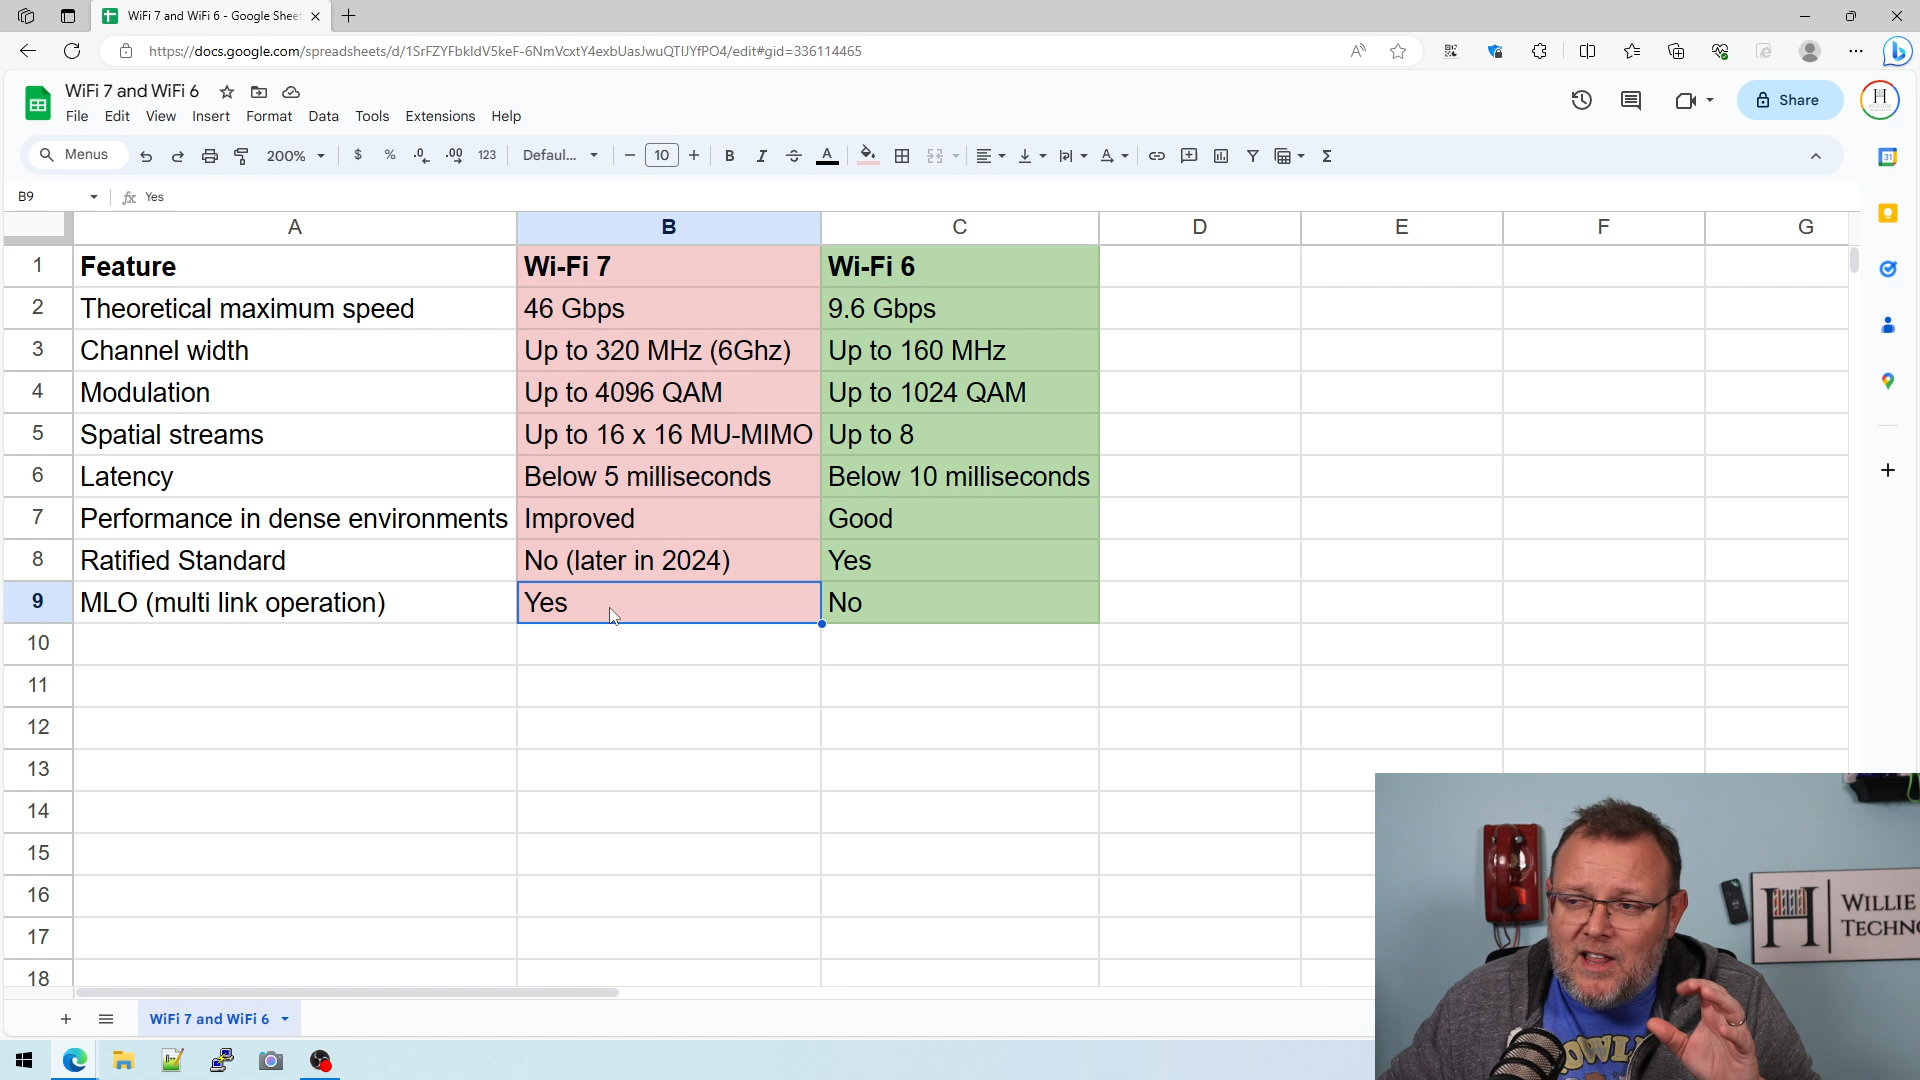 WiFi 7 and WiFi 6 - Google Sheet
https://docs.google.com/spreadsheets/d/1SrFZYFbkldV5keF-6NmVcxtY4exbUasJwuQTIJYfPO4/edit#gid=336114465
WiFi 7 and WiFi 6
File Edit View Insert Format Data Tools Extensions Help
Share
Menus 200% $ % .0 .00 123 Defaul... 10 B I A
B9 fx Yes
A B C D E F G
1 Feature Wi-Fi 7 Wi-Fi 6
2 Theoretical maximum speed 46 Gbps 9.6 Gbps
3 Channel width Up to 320 MHz (6Ghz) Up to 160 MHz
4 Modulation Up to 4096 QAM Up to 1024 QAM
5 Spatial streams Up to 16 x 16 MU-MIMO Up to 8
6 Latency Below 5 milliseconds Below 10 milliseconds
7 Performance in dense environments Improved Good
8 Ratified Standard No (later in 2024) Yes
9 MLO (multi link operation) Yes No
10
11
12
13
14
15
16
17
18
WILLIE
TECHNO
WiFi 7 and WiFi 6